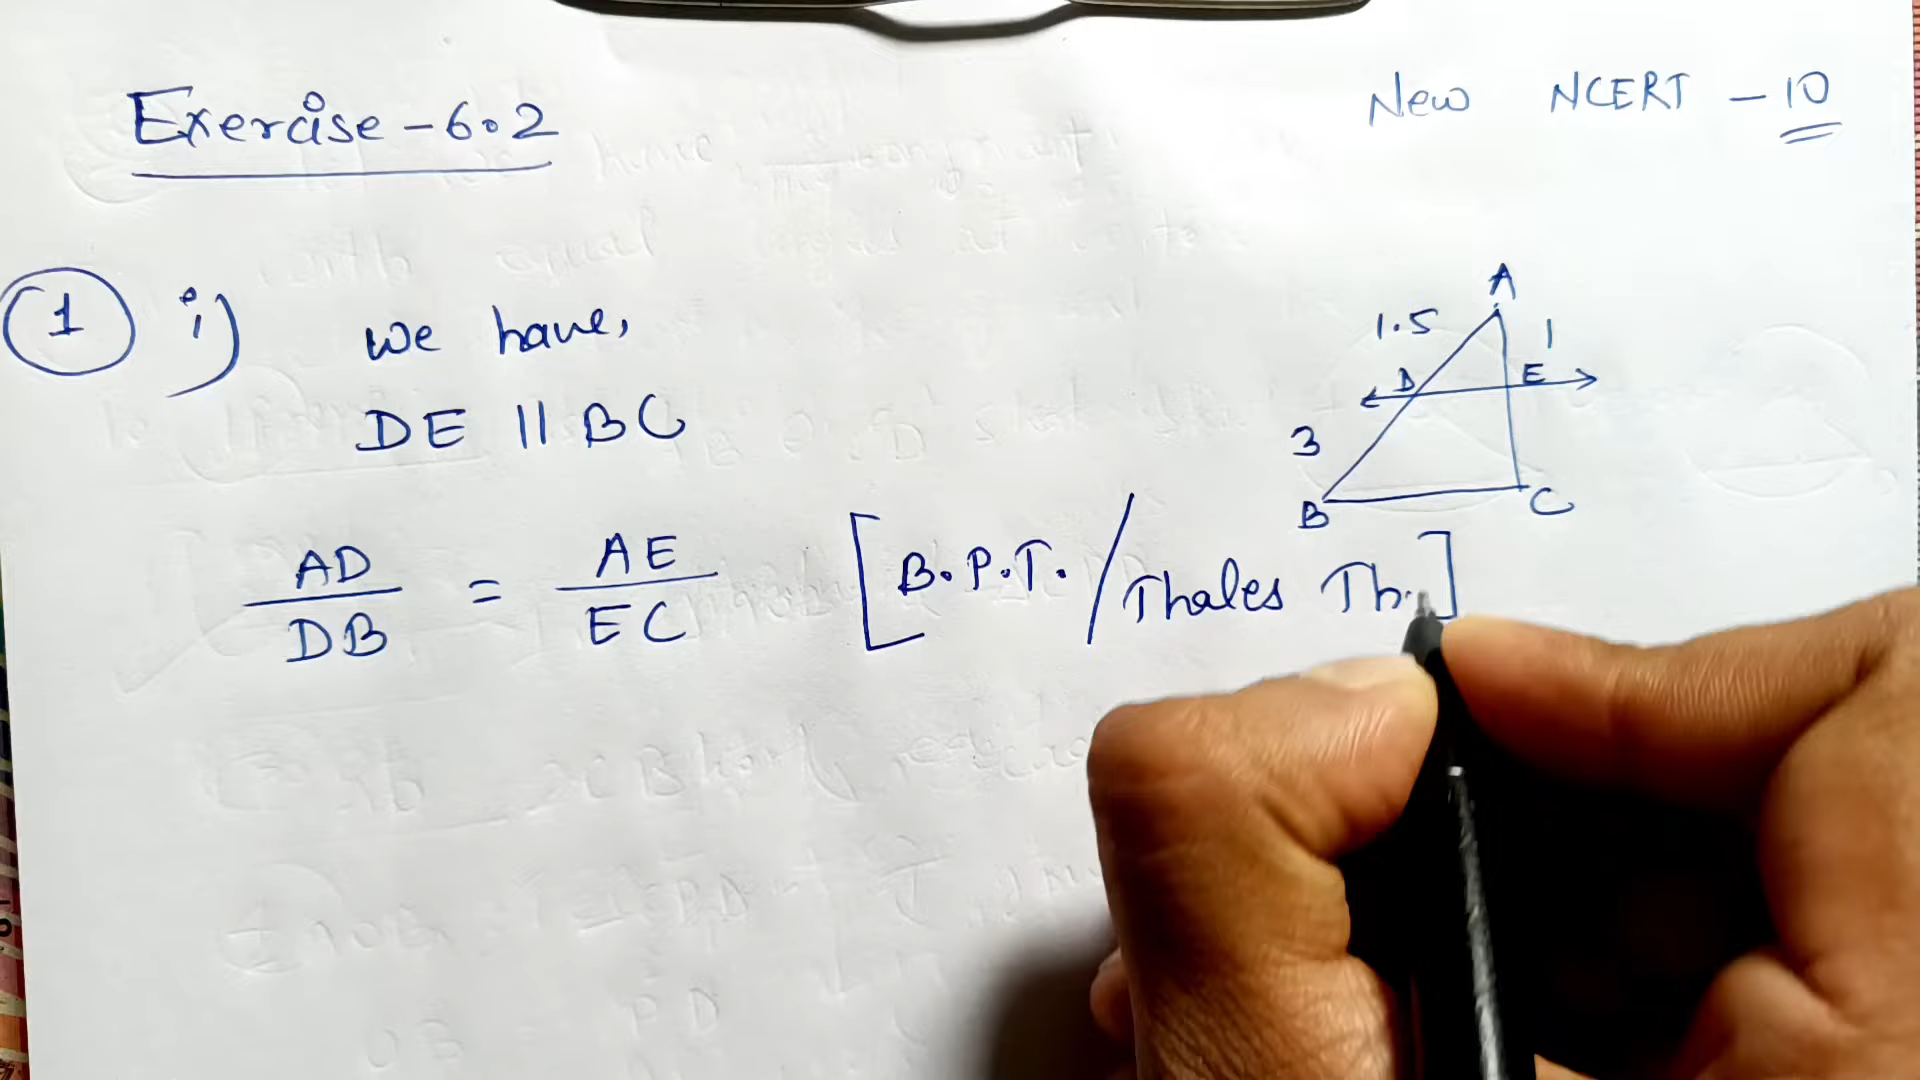 Exercise - 6.2
New NCERT - 10
1 i) we have,
DE || BC
A
1.5 1
D E
3
B C
AD/DB = AE/EC [B.P.T. / Thales Th.]